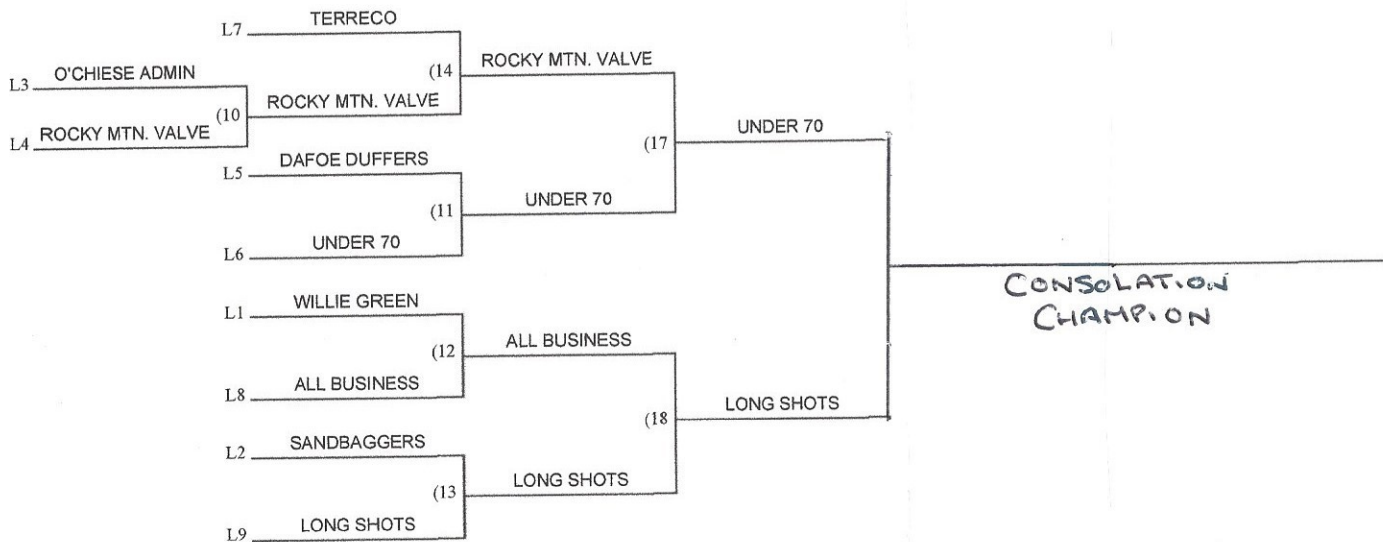 L7 TERRECO
L3 O'CHIESE ADMIN
(14 ROCKY MTN. VALVE
(10 ROCKY MTN. VALVE
L4 ROCKY MTN. VALVE
(17 UNDER 70
L5 DAFOE DUFFERS
(11 UNDER 70
L6 UNDER 70
CONSOLATION
CHAMPION
L1 WILLIE GREEN
(12 ALL BUSINESS
L8 ALL BUSINESS
(18 LONG SHOTS
L2 SANDBAGGERS
(13 LONG SHOTS
L9 LONG SHOTS